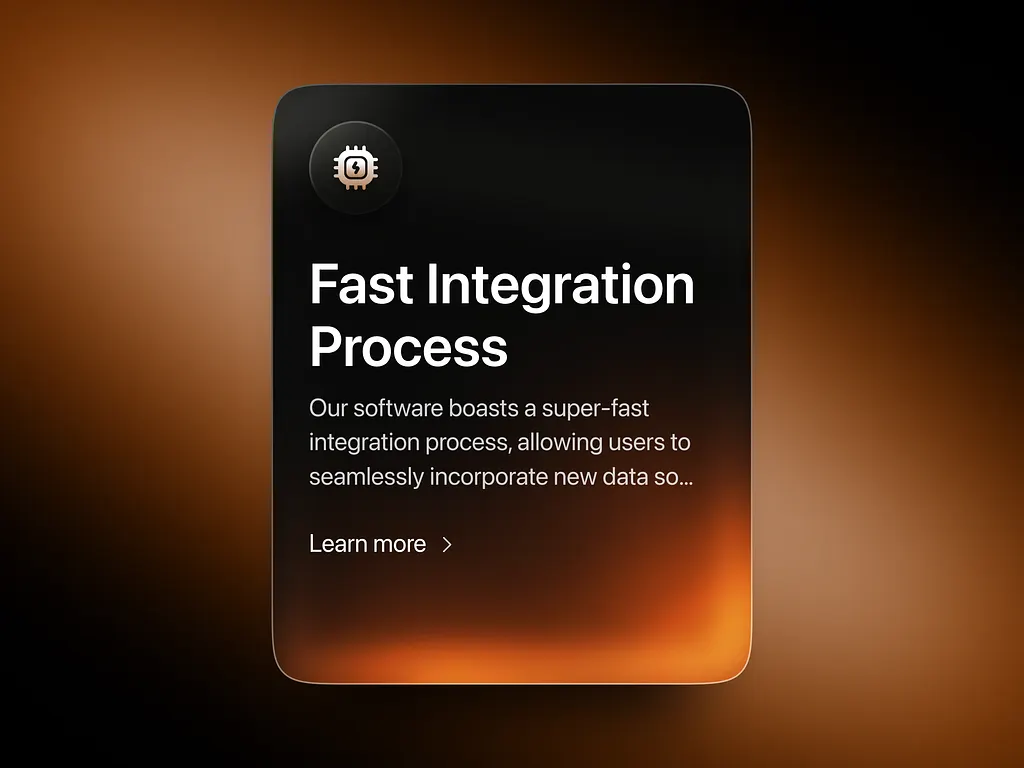 Fast Integration
Process
Our software boasts a super-fast
integration process, allowing users to
seamlessly incorporate new data so...
Learn more